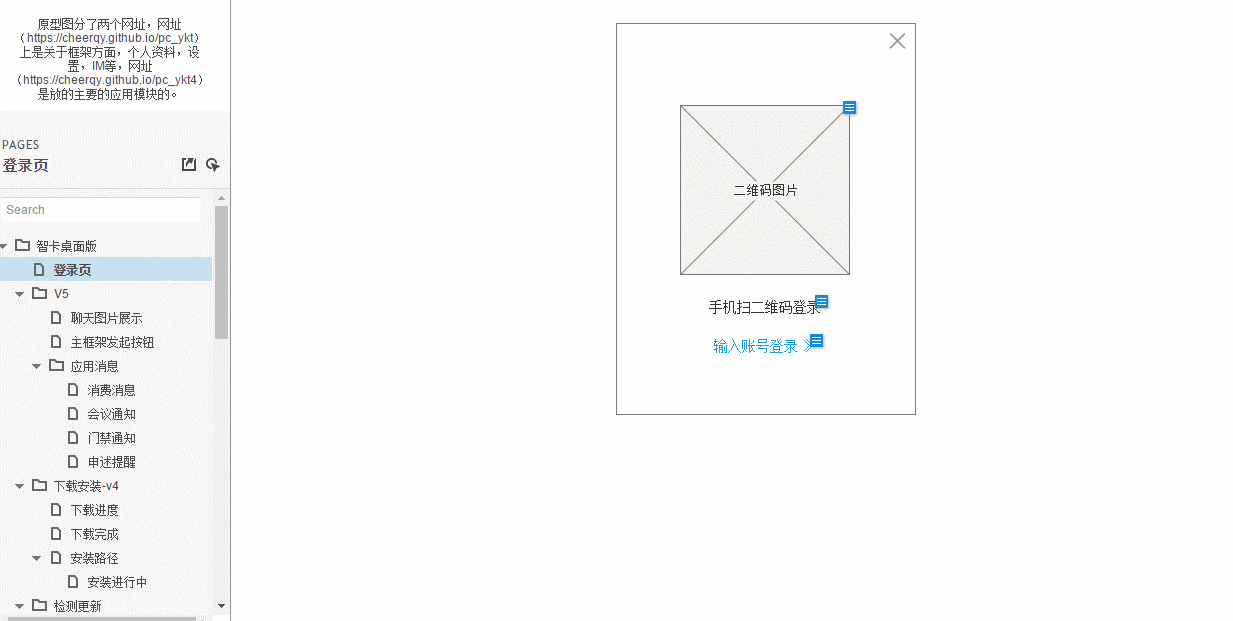 原型图分了两个网址，网址
（https://cheerqy.github.io/pc_ykt）
上是关于框架方面，个人资料，设
置，IM等，网址
（https://cheerqy.github.io/pc_ykt4）
是放的主要的应用模块的。
PAGES
登录页
Search
智卡桌面版
登录页
V5
聊天图片展示
主框架发起按钮
应用消息
消费消息
会议通知
门禁通知
申述提醒
下载安装-v4
下载进度
下载完成
安装路径
安装进行中
检测更新
二维码图片
手机扫二维码登录
输入账号登录